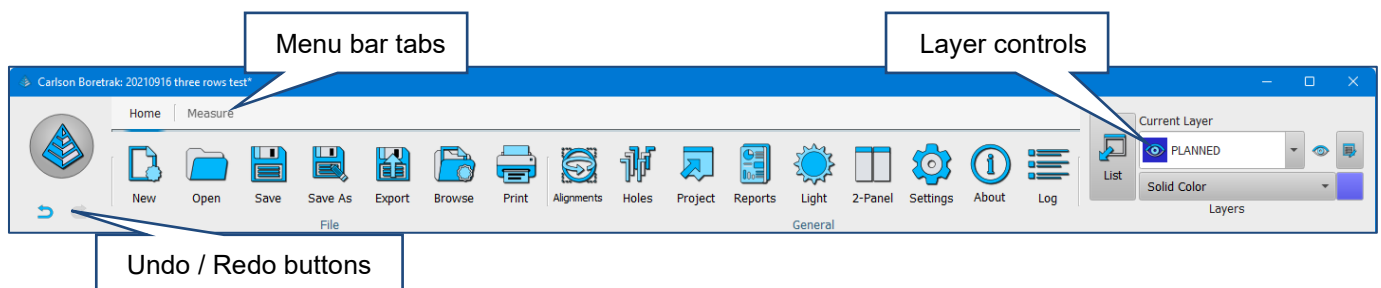 Menu bar tabs
Layer controls
Carlson Boretrak: 20210916 three rows test*
Home Measure
Current Layer
PLANNED
List
Solid Color
New Open Save Save As Export Browse Print Alignments Holes Project Reports Light 2-Panel Settings About Log
Layers
File General
Undo / Redo buttons